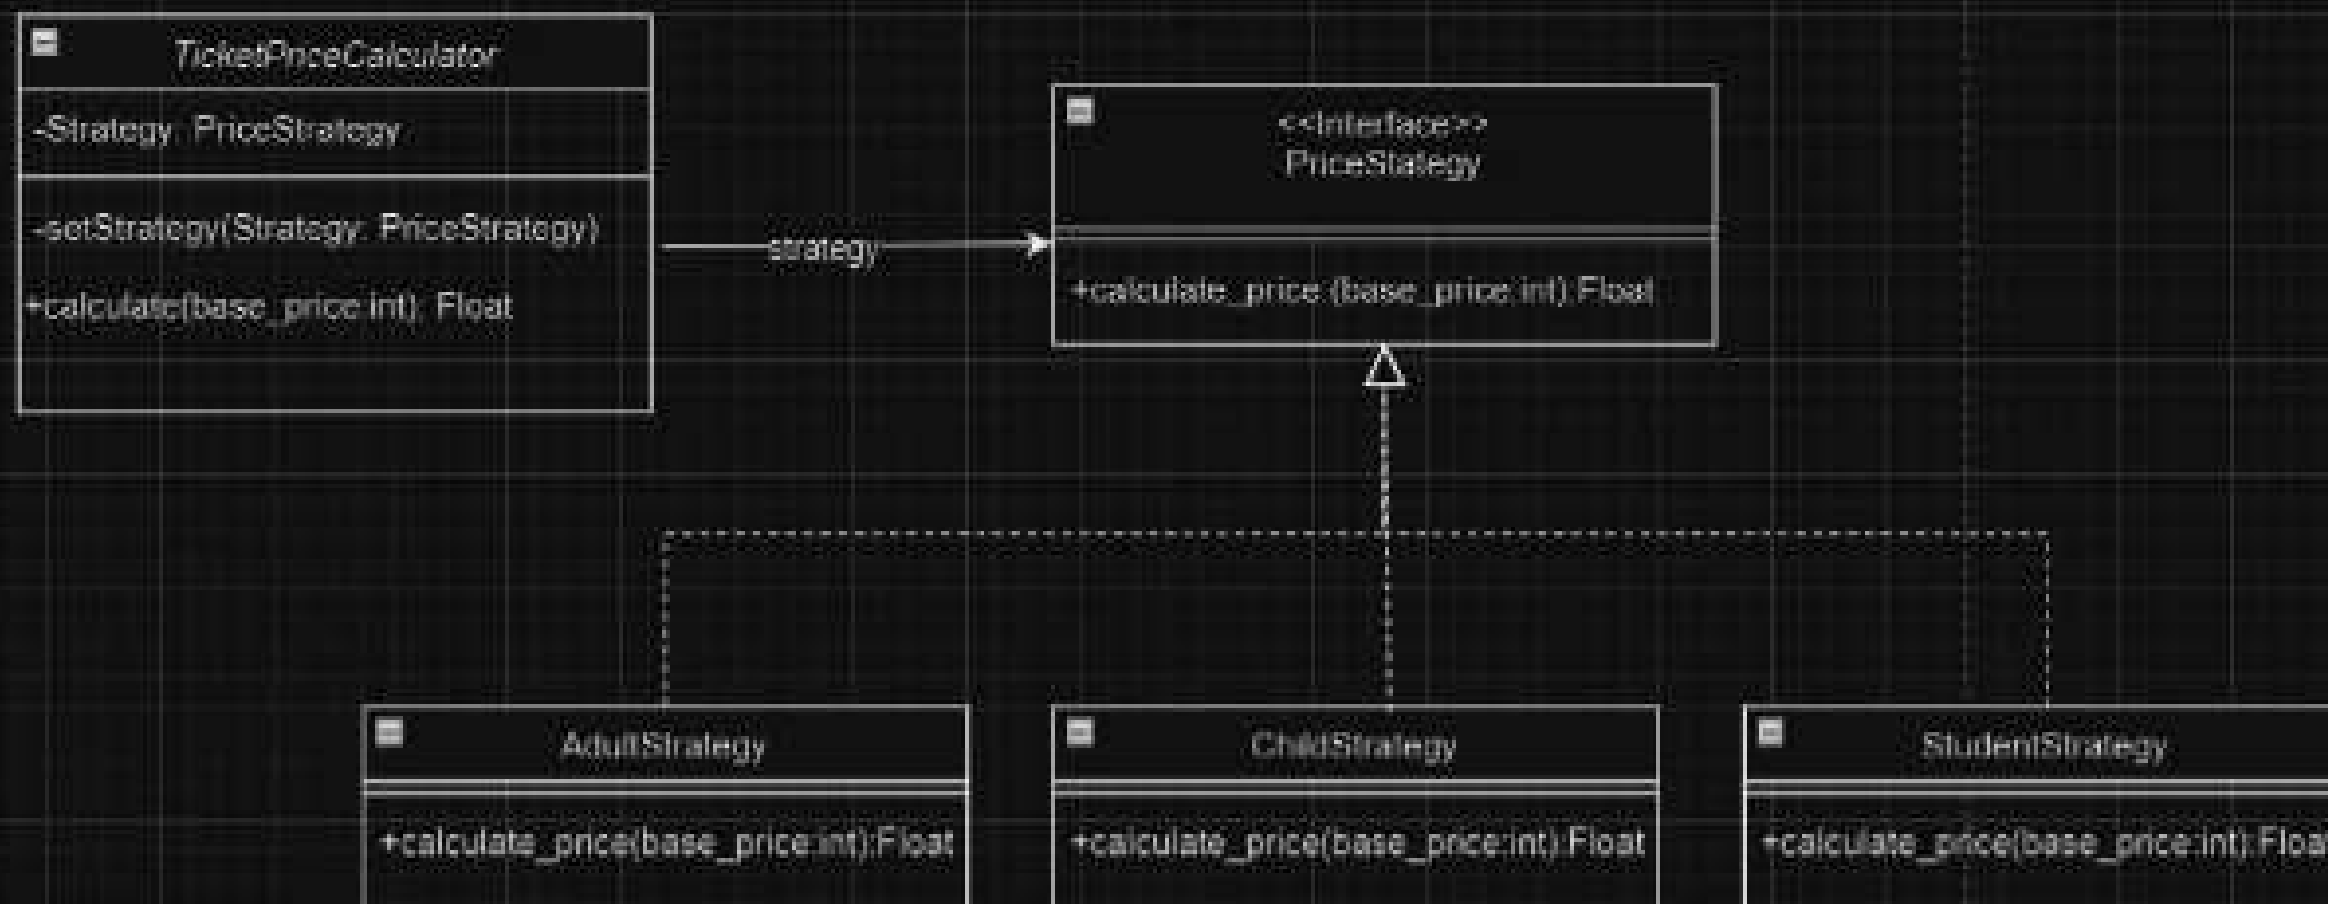 TicketPriceCalculator
-Strategy: PriceStrategy
-setStrategy(Strategy: PriceStrategy)
+calculate(base_price:int): Float
strategy
<<Interface>>
PriceStategy
+calculate_price (base_price:int):Float
AdultStrategy
+calculate_price(base_price:int):Float
ChildStrategy
+calculate_price(base_price:int):Float
StudentStrategy
+calculate_price(base_price:int):Floa